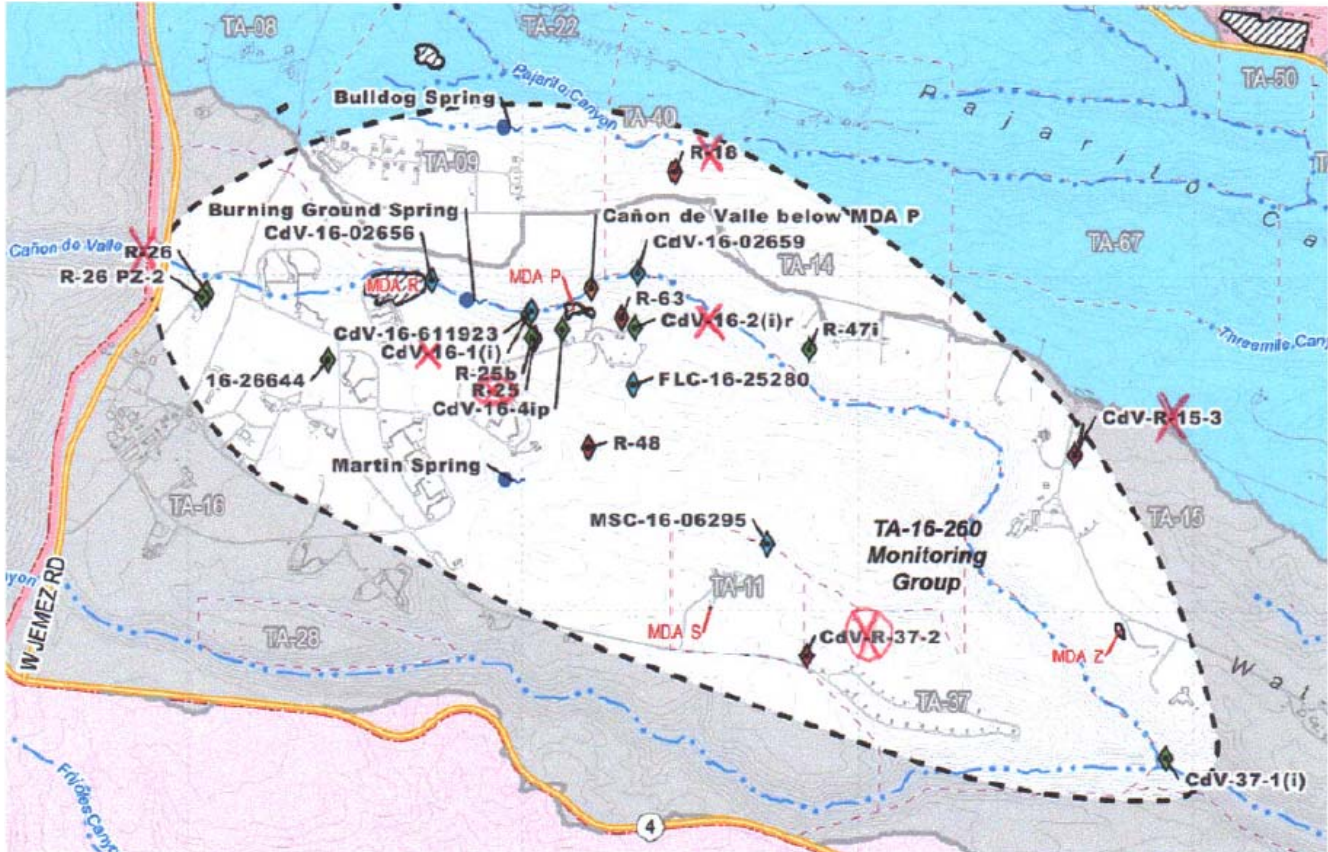 TA-08
TA-22
TA-50
Pajarito Canyon
Bulldog Spring
TA-40
P a j a r i t o C a
R-18
TA-09
Burning Ground Spring
Cañon de Valle below MDA P
CdV-16-02656
CdV-16-02659
TA-67
Cañon de Valle
R-26
R-26 PZ-2
MDA R
MDA P
TA-14
R-63
CdV-16-611923
CdV-16-2(i)r
R-47i
CdV-16-1(i)
Threemile Canyon
R-25b
16-26644
R-25
FLC-16-25280
CdV-16-4ip
CdV-R-15-3
R-48
Martin Spring
TA-16
MSC-16-06295
TA-16-260
Monitoring
Group
TA-15
TA-11
W JEMEZ RD
TA-28
MDA S
CdV-R-37-2
MDA Z
W a
TA-37
CdV-37-1(i)
4